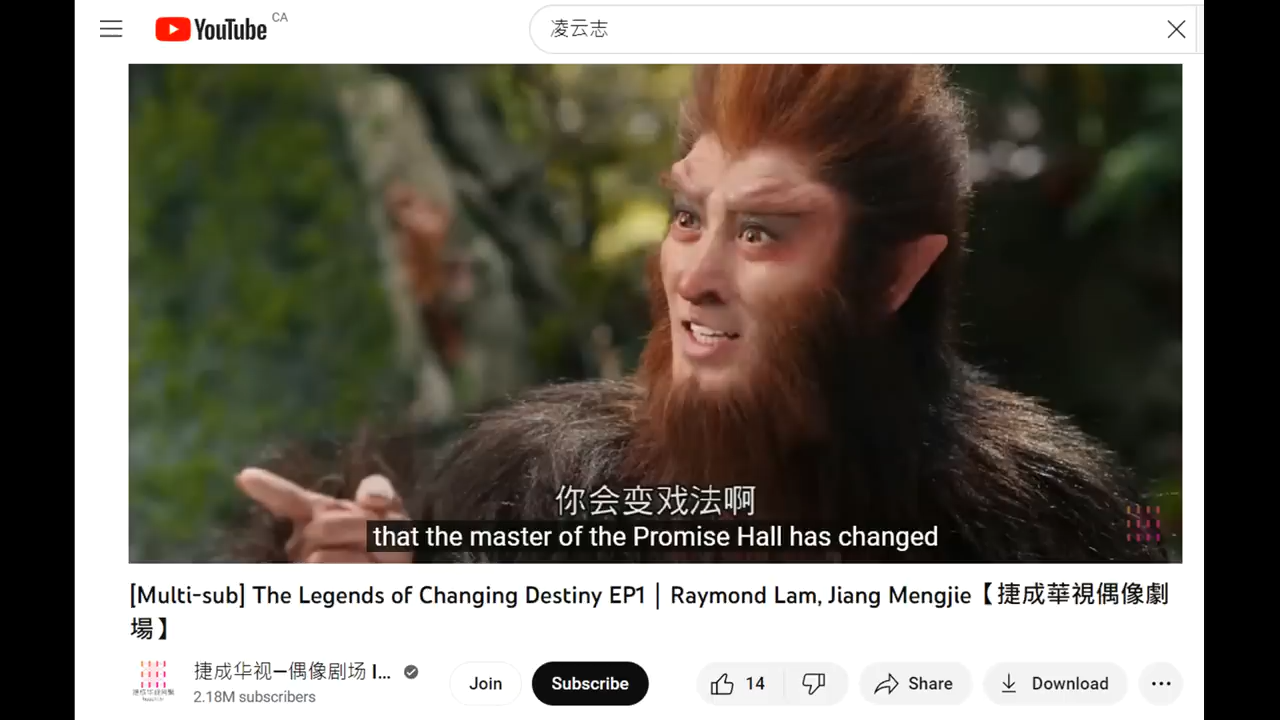 YouTube CA
凌云志
你会变戏法啊
that the master of the Promise Hall has changed
[Multi-sub] The Legends of Changing Destiny EP1 | Raymond Lam, Jiang Mengjie【捷成華視偶像劇
場】
捷成华视—偶像剧场 I...
2.18M subscribers
Join
Subscribe
14
Share
Download